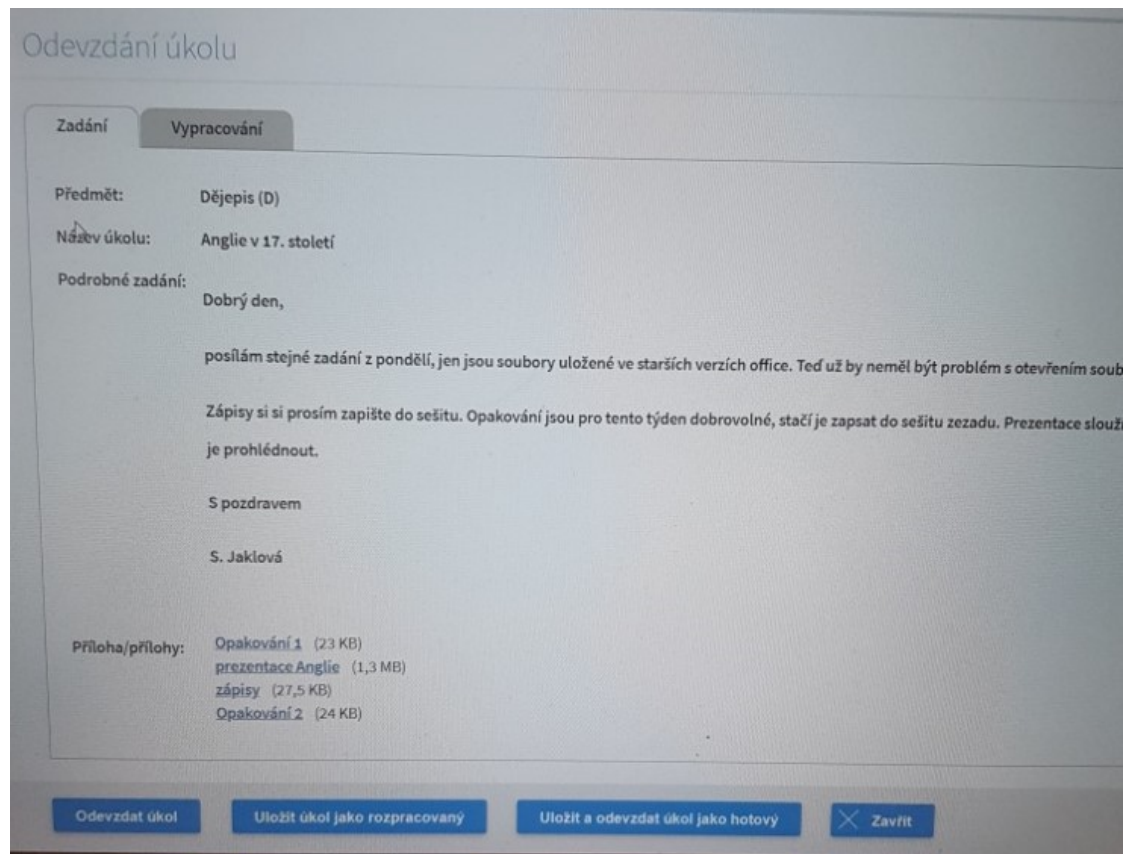 Odevzdání úkolu
Zadání Vypracování
Předmět: Dějepis (D)
Název úkolu: Anglie v 17. století
Podrobné zadání:
Dobrý den,
posílám stejné zadání z pondělí, jen jsou soubory uložené ve starších verzích office. Teď už by neměl být problém s otevřením soub
Zápisy si si prosím zapište do sešitu. Opakování jsou pro tento týden dobrovolné, stačí je zapsat do sešitu zezadu. Prezentace slouž
je prohlédnout.
S pozdravem
S. Jaklová
Příloha/přílohy: Opakování 1 (23 KB)
prezentace Anglie (1,3 MB)
zápisy (27,5 KB)
Opakování 2 (24 KB)
Odevzdat úkol Uložit úkol jako rozpracovaný Uložit a odevzdat úkol jako hotový Zavřít